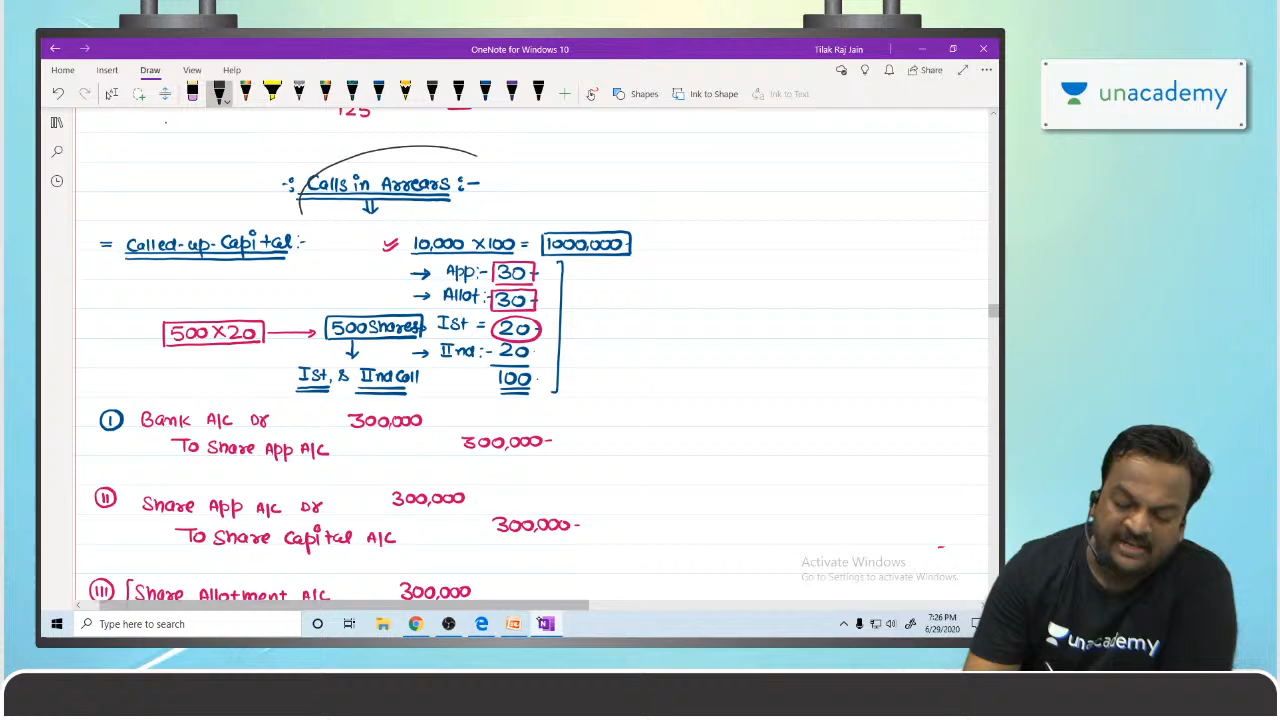 OneNote for Windows 10
Tilak Raj Jain
Home Insert Draw View Help
Share
Shapes Ink to Shape Ink to Text
unacademy
125
-: Calls in Arrears :-
= Called-up-Capital:-
10,000 x 100 = 1000,000-
→ App:- 30-
→ Allot:- 30-
500 x 20 → 500 Shares Ist = 20-
→ IInd:- 20
Ist, & IInd Call 100
I Bank A/C Dr 300,000
To Share App A/C 300,000-
II Share App A/C Dr 300,000
To Share Capital A/C 300,000-
III [Share Allotment A/C 300,000
Activate Windows
Go to Settings to activate Windows.
Type here to search
7:26 PM
6/29/2020
unacademy